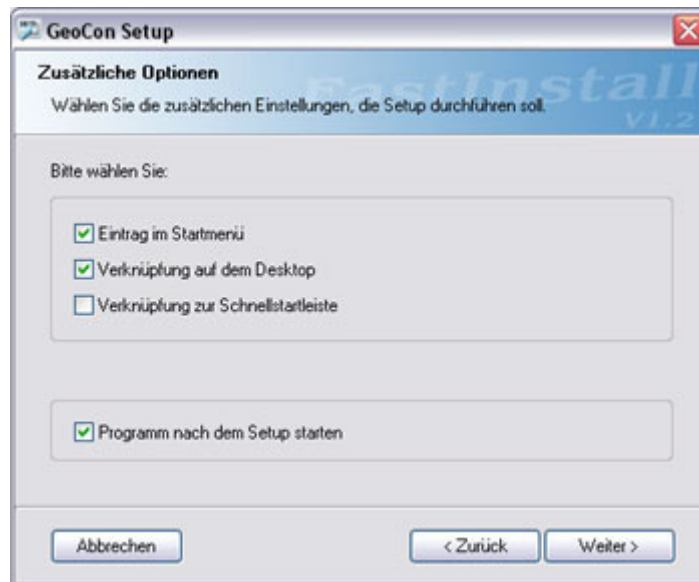 GeoCon Setup
Zusätzliche Optionen
Wählen Sie die zusätzlichen Einstellungen, die Setup durchführen soll.
FastInstall
V1.2
Bitte wählen Sie:
Eintrag im Startmenü
Verknüpfung auf dem Desktop
Verknüpfung zur Schnellstartleiste
Programm nach dem Setup starten
Abbrechen
< Zurück
Weiter >